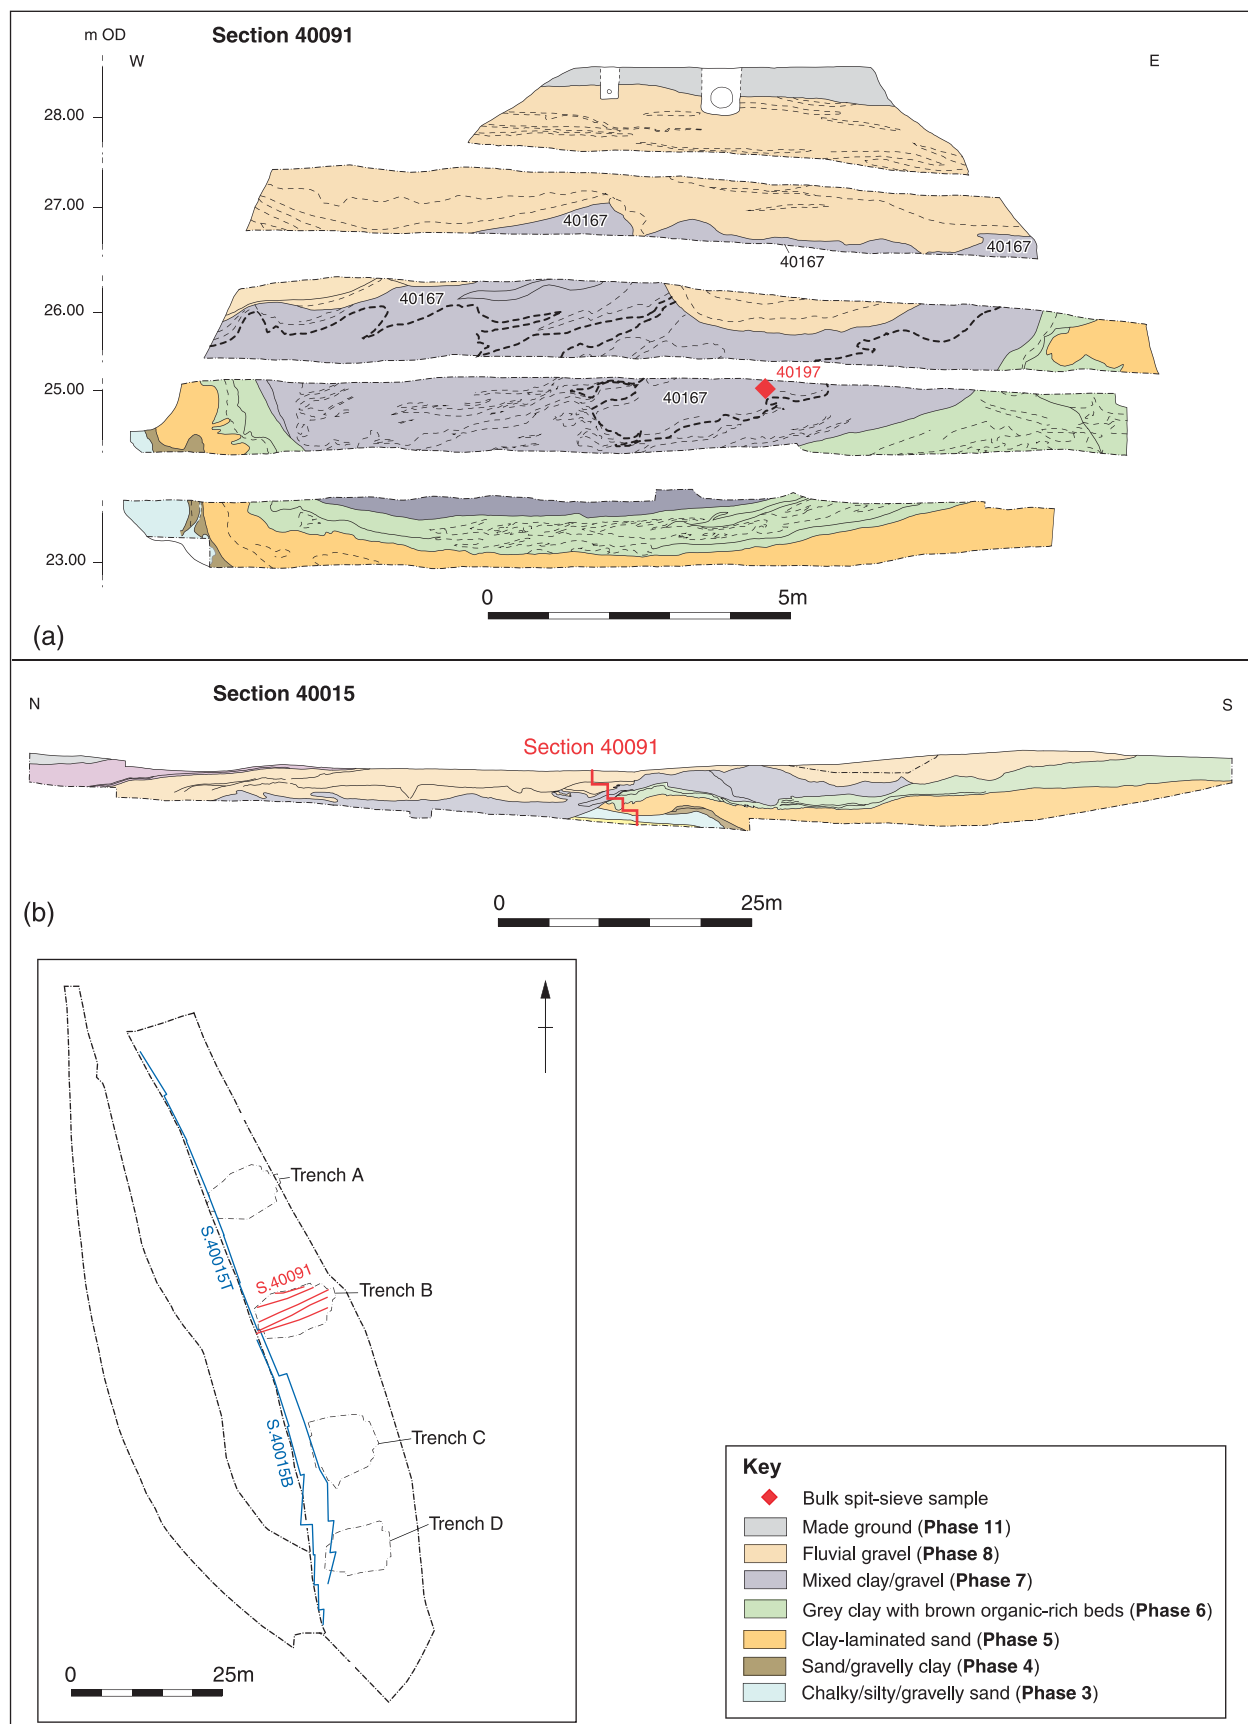 m OD
Section 40091
W
E
28.00
27.00
40167
40167
40167
40167
26.00
40197
25.00
40167
23.00
0 5m
(a)
Section 40015
N
S
Section 40091
0 25m
(b)
Trench A
S.40015T
S.40091
Trench B
S.40015B
Trench C
Trench D
0 25m
Key
Bulk spit-sieve sample
Made ground (Phase 11)
Fluvial gravel (Phase 8)
Mixed clay/gravel (Phase 7)
Grey clay with brown organic-rich beds (Phase 6)
Clay-laminated sand (Phase 5)
Sand/gravelly clay (Phase 4)
Chalky/silty/gravelly sand (Phase 3)